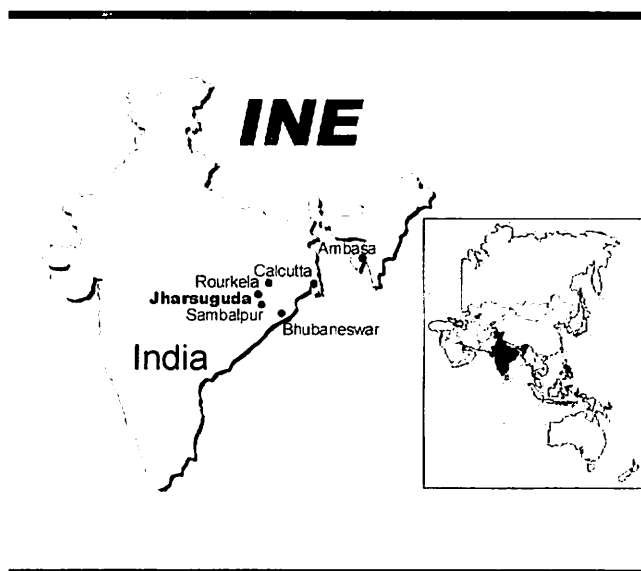 INE
Ambasa
Calcutta
Rourkela
Jharsuguda
Sambalpur
Bhubaneswar
India